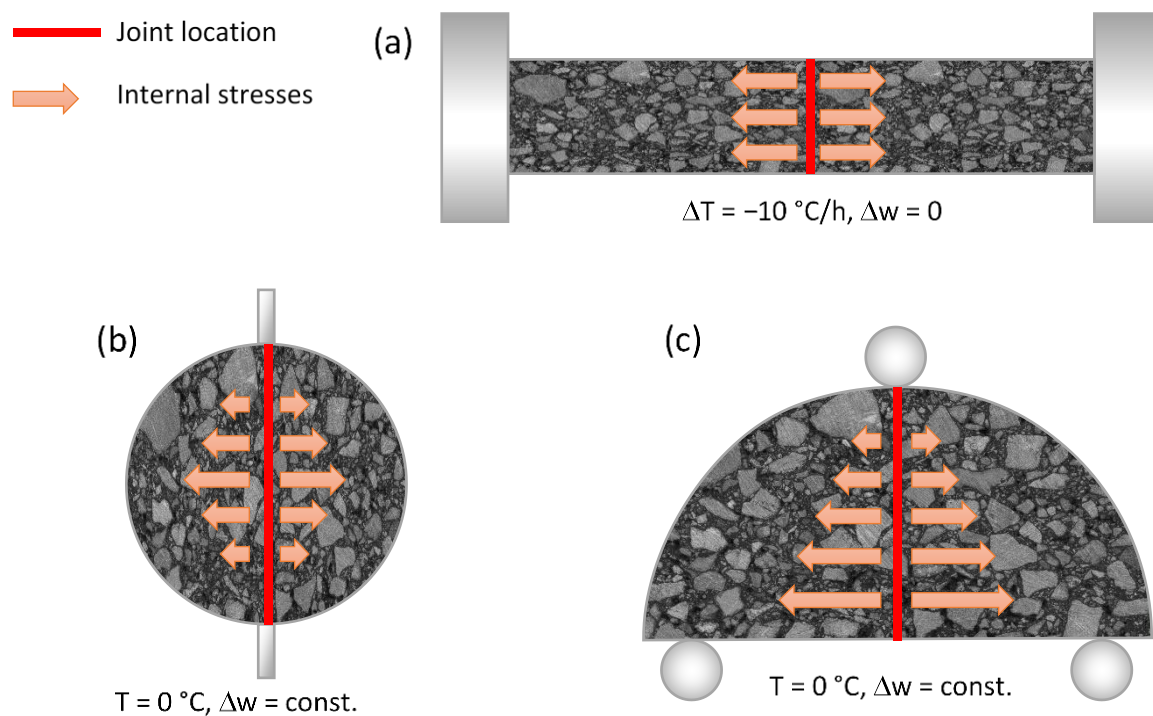 Joint location
Internal stresses
(a)
ΔT = −10 °C/h, Δw = 0
(b)
T = 0 °C, Δw = const.
(c)
T = 0 °C, Δw = const.